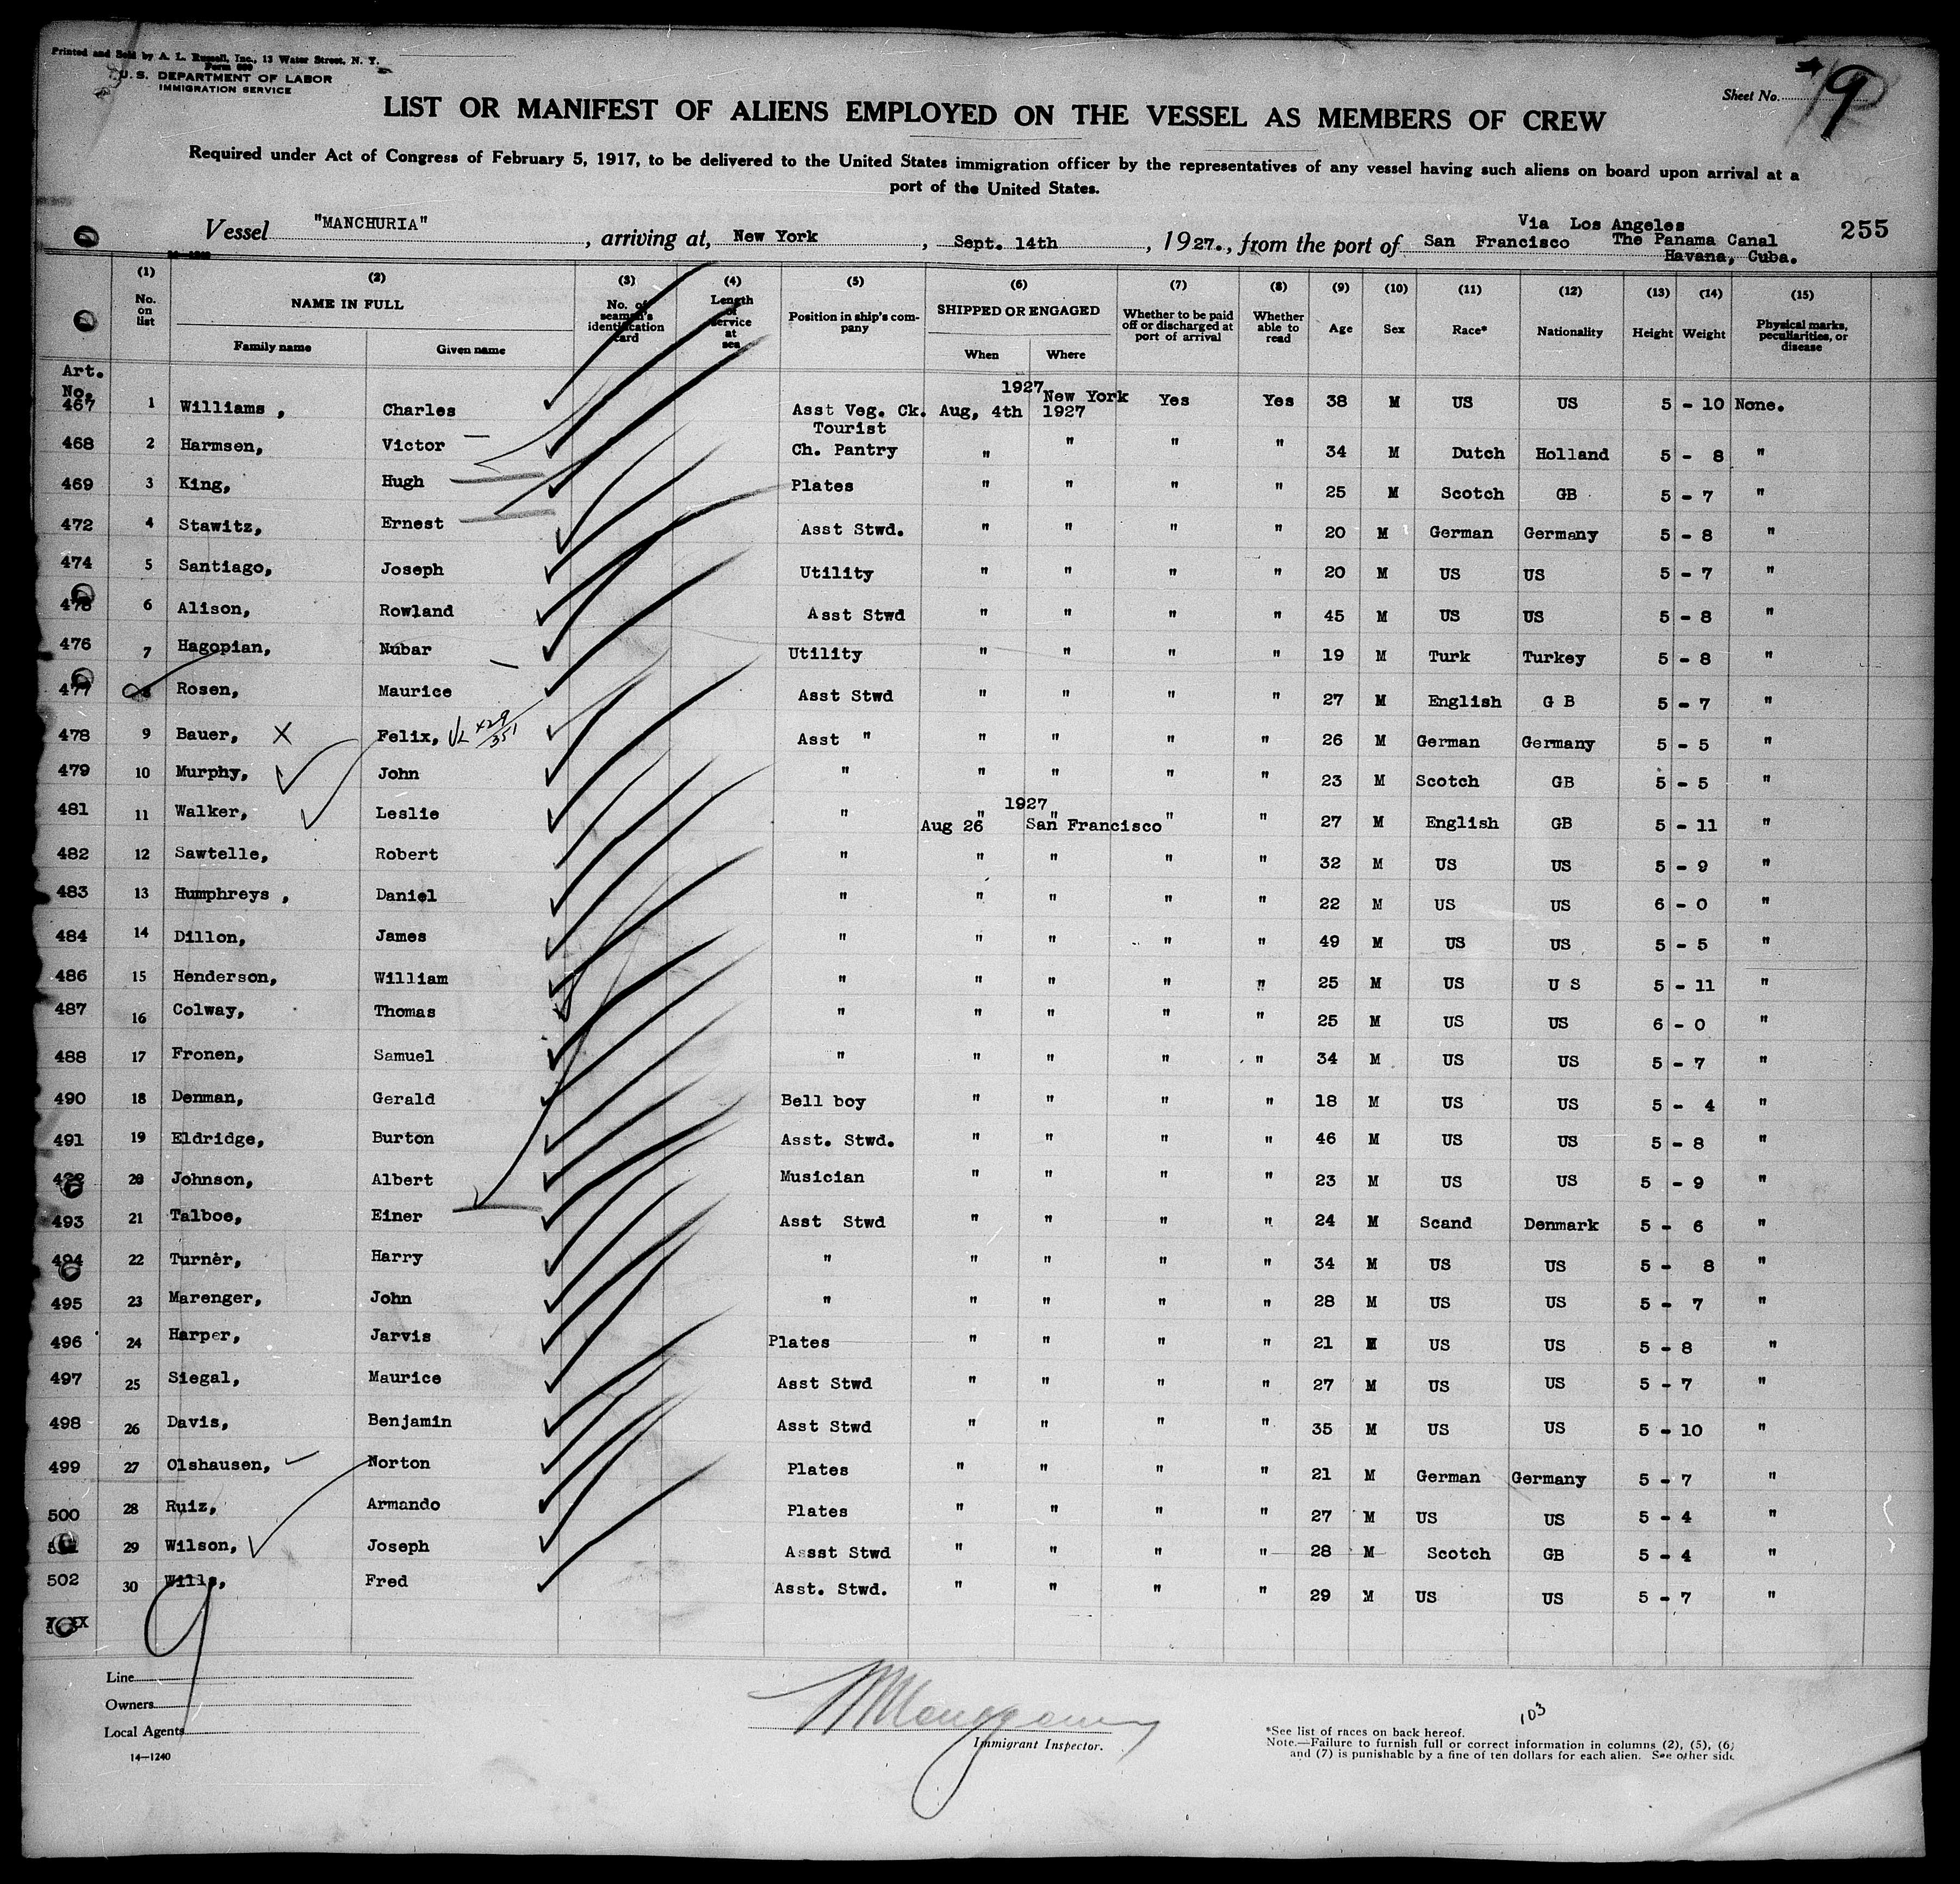 Printed and Sold by A. L. Russell, Inc., 13 Water Street, N. Y.
Form 680
U. S. DEPARTMENT OF LABOR
IMMIGRATION SERVICE
Sheet No. 9
LIST OR MANIFEST OF ALIENS EMPLOYED ON THE VESSEL AS MEMBERS OF CREW
Required under Act of Congress of February 5, 1917, to be delivered to the United States immigration officer by the representatives of any vessel having such aliens on board upon arrival at a
port of the United States.
Via Los Angeles
Vessel "MANCHURIA", arriving at, New York, Sept. 14th, 1927., from the port of San Francisco The Panama Canal 255
Havana, Cuba.
(1) (2) (3) (4) (5) (6) (7) (8) (9) (10) (11) (12) (13) (14) (15)
No. on list NAME IN FULL Family name Given name No. of seaman's identification card Length of service at sea Position in ship's company SHIPPED OR ENGAGED When Where Whether to be paid off or discharged at port of arrival Whether able to read Age Sex Race* Nationality Height Weight Physical marks, peculiarities, or disease
Art.
No.
1927 New York
467 1 Williams, Charles Asst Veg. Ck. Aug, 4th 1927 Yes Yes 38 M US US 5 - 10 None.
Tourist
468 2 Harmsen, Victor Ch. Pantry " " " " 34 M Dutch Holland 5 - 8 "
469 3 King, Hugh Plates " " " " 25 M Scotch GB 5 - 7 "
472 4 Stawitz, Ernest Asst Stwd. " " " " 20 M German Germany 5 - 8 "
474 5 Santiago, Joseph Utility " " " " 20 M US US 5 - 7 "
475 6 Alison, Rowland Asst Stwd " " " " 45 M US US 5 - 8 "
476 7 Hagopian, Nubar Utility " " " " 19 M Turk Turkey 5 - 8 "
477 8 Rosen, Maurice Asst Stwd " " " " 27 M English G B 5 - 7 "
478 9 Bauer, X Felix, Asst " " " " " 26 M German Germany 5 - 5 "
479 10 Murphy, John " " " " " 23 M Scotch GB 5 - 5 "
1927
481 11 Walker, Leslie " " " " " 27 M English GB 5 - 11 "
Aug 26 San Francisco
482 12 Sawtelle, Robert " " " " " 32 M US US 5 - 9 "
483 13 Humphreys, Daniel " " " " " 22 M US US 6 - 0 "
484 14 Dillon, James " " " " " 49 M US US 5 - 5 "
486 15 Henderson, William " " " " " 25 M US U S 5 - 11 "
487 16 Colway, Thomas " " " " " 25 M US US 6 - 0 "
488 17 Fronen, Samuel " " " " " 34 M US US 5 - 7 "
490 18 Denman, Gerald Bell boy " " " " 18 M US US 5 - 4 "
491 19 Eldridge, Burton Asst. Stwd. " " " " 46 M US US 5 - 8 "
492 20 Johnson, Albert Musician " " " " 23 M US US 5 - 9 "
493 21 Talboe, Einer Asst Stwd " " " " 24 M Scand Denmark 5 - 6 "
494 22 Turner, Harry " " " " " 34 M US US 5 - 8 "
495 23 Marenger, John " " " " " 28 M US US 5 - 7 "
496 24 Harper, Jarvis Plates " " " " 21 M US US 5 - 8 "
497 25 Siegal, Maurice Asst Stwd " " " " 27 M US US 5 - 7 "
498 26 Davis, Benjamin Asst Stwd " " " " 35 M US US 5 - 10 "
499 27 Olshausen, Norton Plates " " " " 21 M German Germany 5 - 7 "
500 28 Ruiz, Armando Plates " " " " 27 M US US 5 - 4 "
29 Wilson, Joseph Assst Stwd " " " " 28 M Scotch GB 5 - 4 "
502 30 Wills, Fred Asst. Stwd. " " " " 29 M US US 5 - 7 "
9
Line
Owners
Local Agents
14—1240
Immigrant Inspector.
103
*See list of races on back hereof.
Note.—Failure to furnish full or correct information in columns (2), (5), (6)
and (7) is punishable by a fine of ten dollars for each alien. See other side